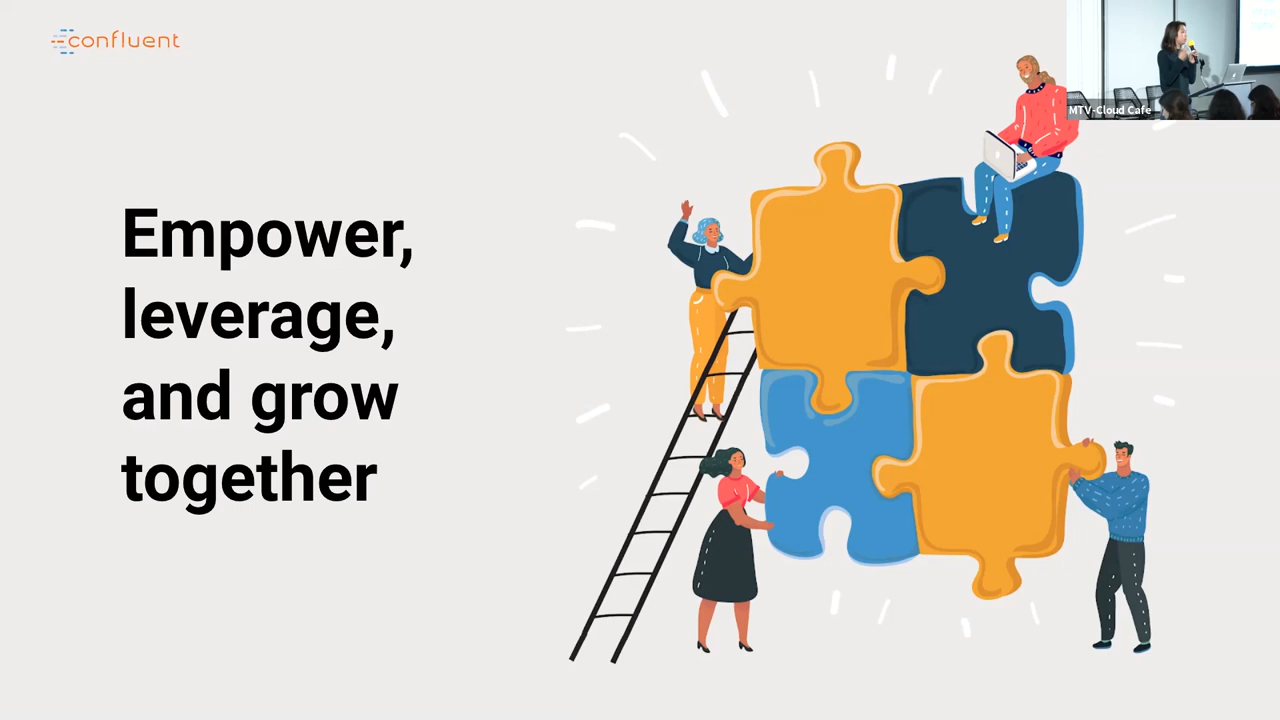 confluent
MTV-Cloud Cafe
Empower,
leverage,
and grow
together